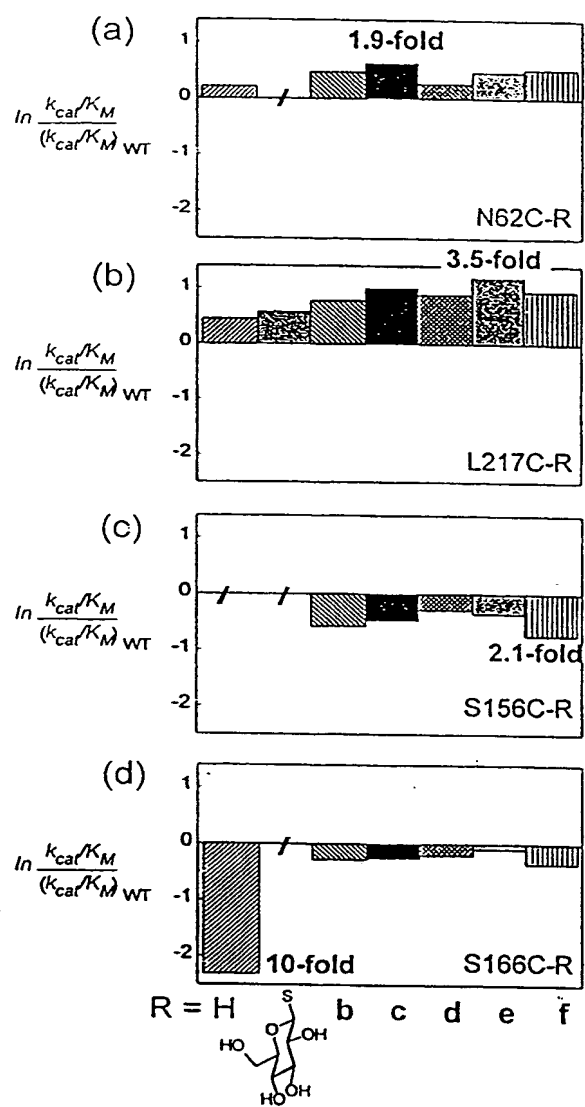 (a)
1
1.9-fold
0
ln kcat/KM
(kcat/KM)WT
-1
-2
N62C-R
(b)
1
3.5-fold
0
ln kcat/KM
(kcat/KM)WT
-1
-2
L217C-R
(c)
1
0
ln kcat/KM
(kcat/KM)WT
-1
2.1-fold
-2
S156C-R
(d)
1
0
ln kcat/KM
(kcat/KM)WT
-1
-2
10-fold
S166C-R
R = H b c d e f
S
O
OH
HO
HO
OH